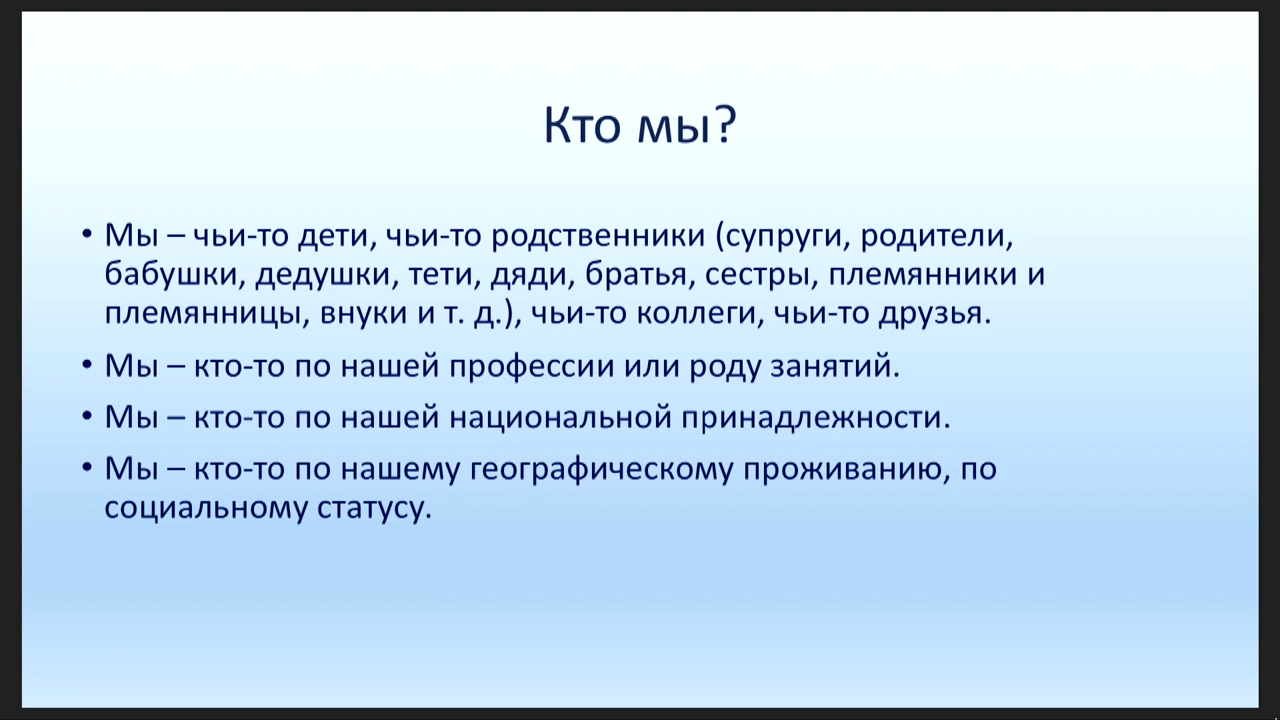 Кто мы?
• Мы – чьи-то дети, чьи-то родственники (супруги, родители,
бабушки, дедушки, тети, дяди, братья, сестры, племянники и
племянницы, внуки и т. д.), чьи-то коллеги, чьи-то друзья.
• Мы – кто-то по нашей профессии или роду занятий.
• Мы – кто-то по нашей национальной принадлежности.
• Мы – кто-то по нашему географическому проживанию, по
социальному статусу.